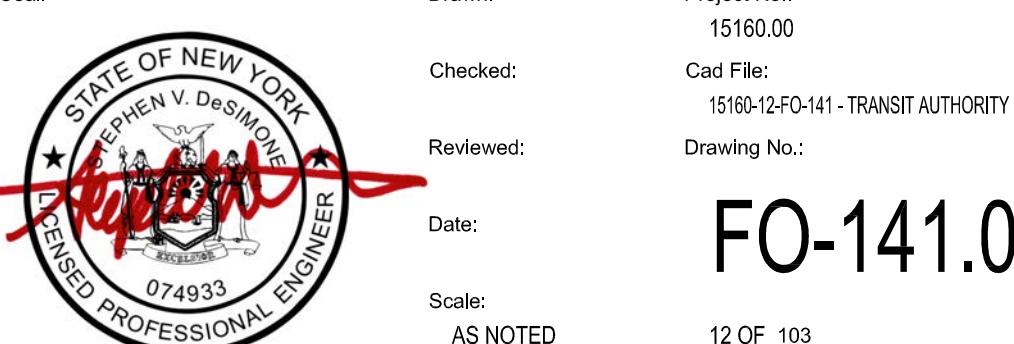 15160.00
Checked:
Cad File:
15160-12-FO-141 - TRANSIT AUTHORITY
Reviewed:
Drawing No.:
Date:
FO-141.0
Scale:
AS NOTED
12 OF 103
STATE OF NEW YORK
STEPHEN V. DeSIMONE
EXCELSIOR
074933
LICENSED PROFESSIONAL ENGINEER